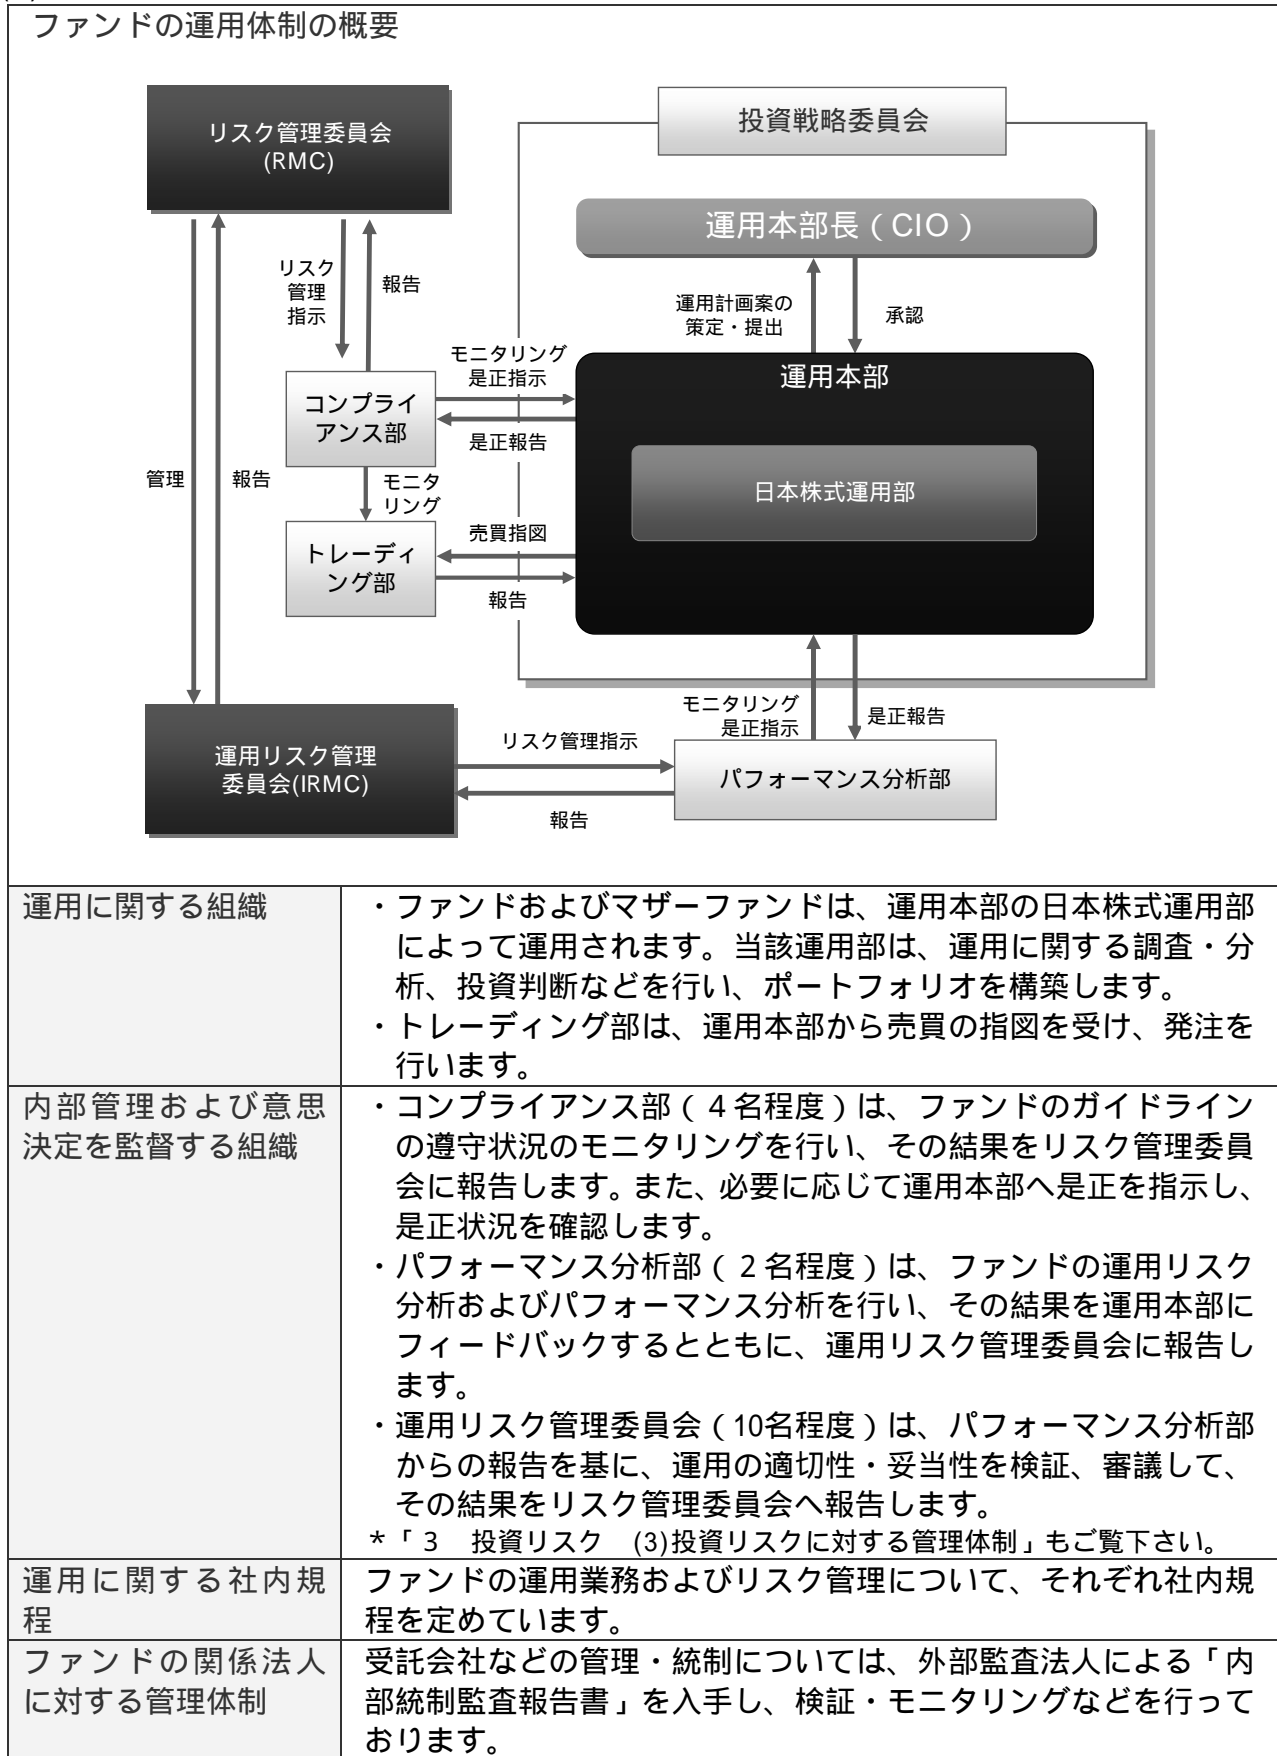 ファンドの運用体制の概要
リスク管理委員会
(RMC)
投資戦略委員会
運用本部長（CIO）
リスク
管理
指示
報告
運用計画案の
策定・提出
承認
モニタリング
是正指示
運用本部
コンプライ
アンス部
是正報告
管理
報告
モニタ
リング
日本株式運用部
売買指図
トレーディ
ング部
報告
モニタリング
是正指示
是正報告
運用リスク管理
委員会(IRMC)
リスク管理指示
パフォーマンス分析部
報告
運用に関する組織
・ファンドおよびマザーファンドは、運用本部の日本株式運用部
によって運用されます。当該運用部は、運用に関する調査・分
析、投資判断などを行い、ポートフォリオを構築します。
・トレーディング部は、運用本部から売買の指図を受け、発注を
行います。
内部管理および意思
決定を監督する組織
・コンプライアンス部（４名程度）は、ファンドのガイドライン
の遵守状況のモニタリングを行い、その結果をリスク管理委員
会に報告します。また、必要に応じて運用本部へ是正を指示し、
是正状況を確認します。
・パフォーマンス分析部（２名程度）は、ファンドの運用リスク
分析およびパフォーマンス分析を行い、その結果を運用本部に
フィードバックするとともに、運用リスク管理委員会に報告し
ます。
・運用リスク管理委員会（10名程度）は、パフォーマンス分析部
からの報告を基に、運用の適切性・妥当性を検証、審議して、
その結果をリスク管理委員会へ報告します。
＊「３　投資リスク　(3)投資リスクに対する管理体制」もご覧下さい。
運用に関する社内規
程
ファンドの運用業務およびリスク管理について、それぞれ社内規
程を定めています。
ファンドの関係法人
に対する管理体制
受託会社などの管理・統制については、外部監査法人による「内
部統制監査報告書」を入手し、検証・モニタリングなどを行って
おります。